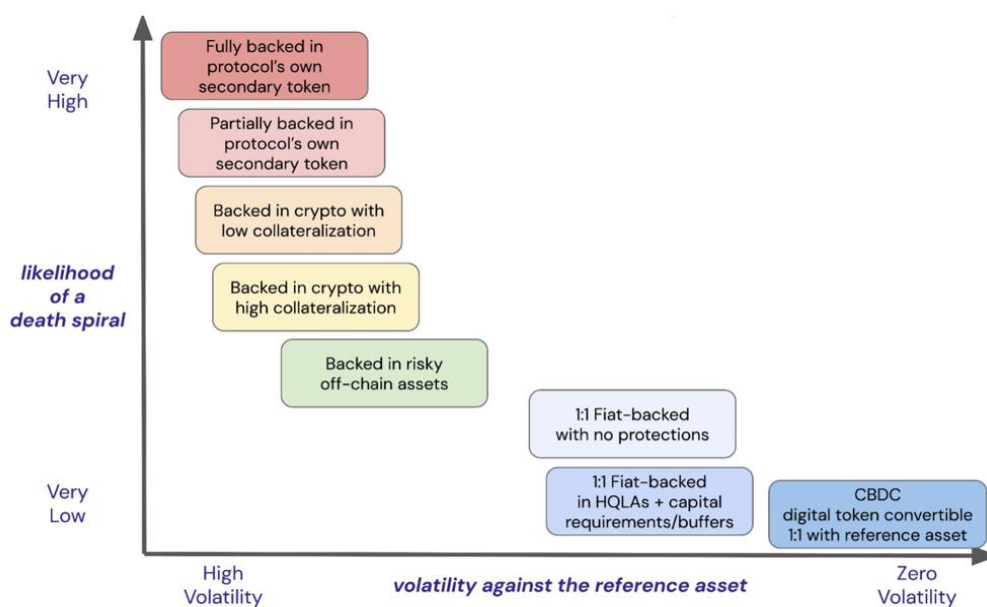 Very
High
Fully backed in
protocol's own
secondary token
Partially backed in
protocol's own
secondary token
Backed in crypto with
low collateralization
likelihood
of a
death spiral
Backed in crypto with
high collateralization
Backed in risky
off-chain assets
1:1 Fiat-backed
with no protections
Very
Low
1:1 Fiat-backed
in HQLAs + capital
requirements/buffers
CBDC
digital token convertible
1:1 with reference asset
High
Volatility
volatility against the reference asset
Zero
Volatility